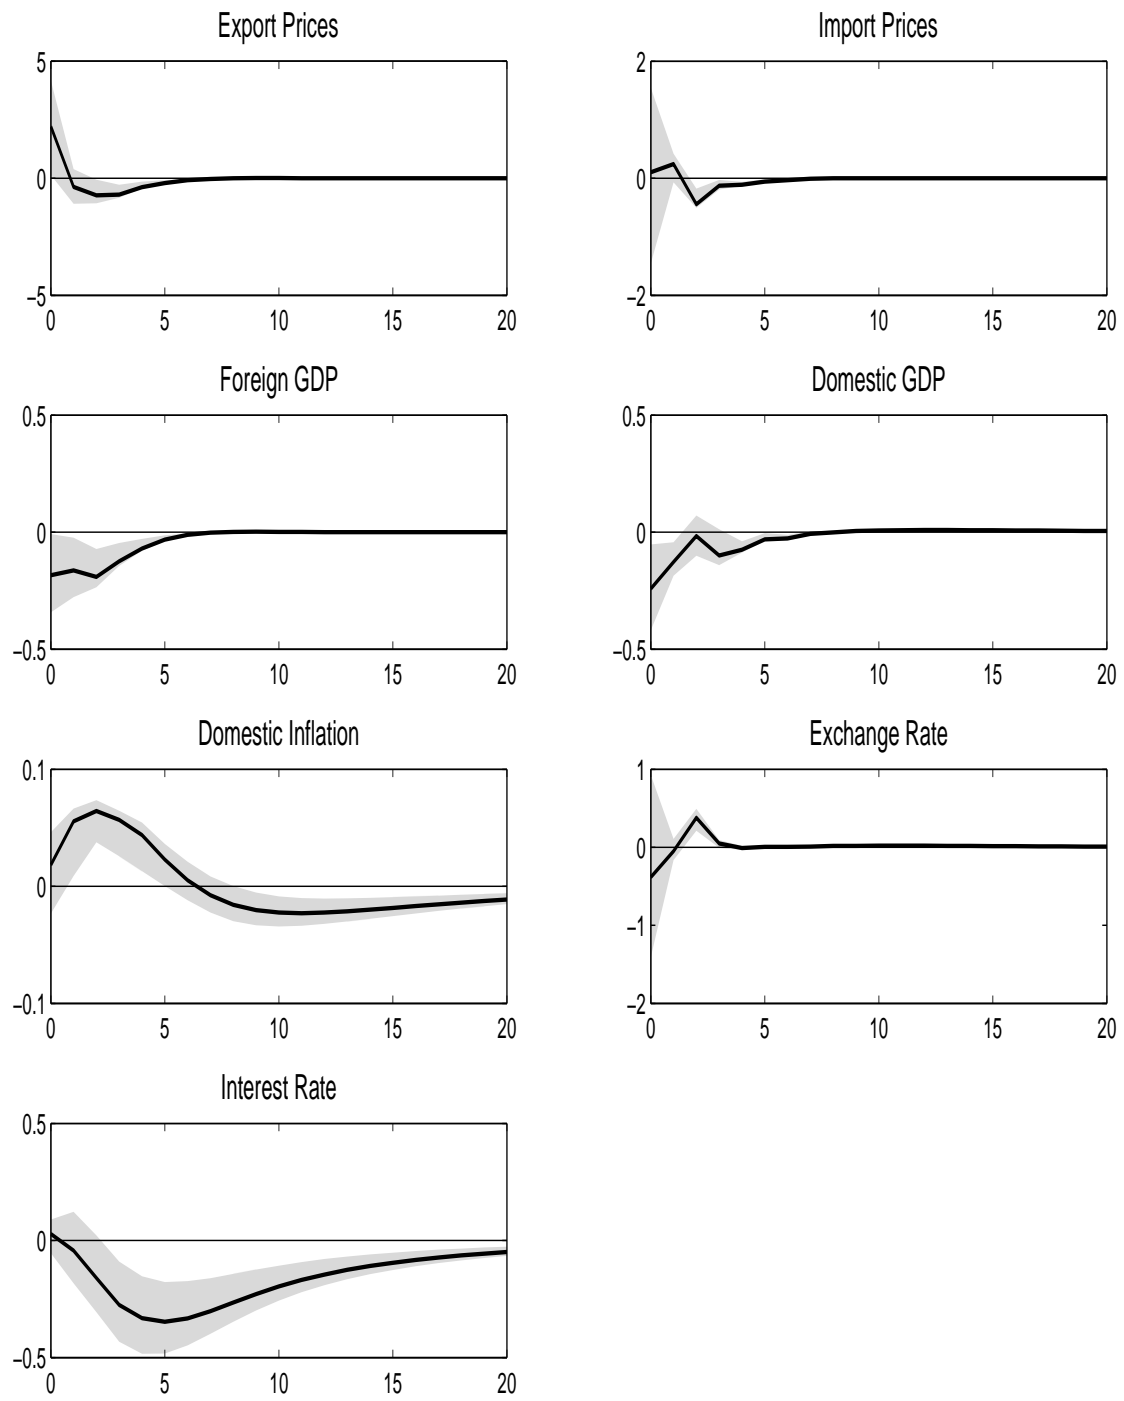 Export Prices
Import Prices
5
0
−5
0 5 10 15 20
2
0
−2
0 5 10 15 20
Foreign GDP
Domestic GDP
0.5
0
−0.5
0 5 10 15 20
0.5
0
−0.5
0 5 10 15 20
Domestic Inflation
Exchange Rate
0.1
0
−0.1
0 5 10 15 20
1
0
−1
−2
0 5 10 15 20
Interest Rate
0.5
0
−0.5
0 5 10 15 20